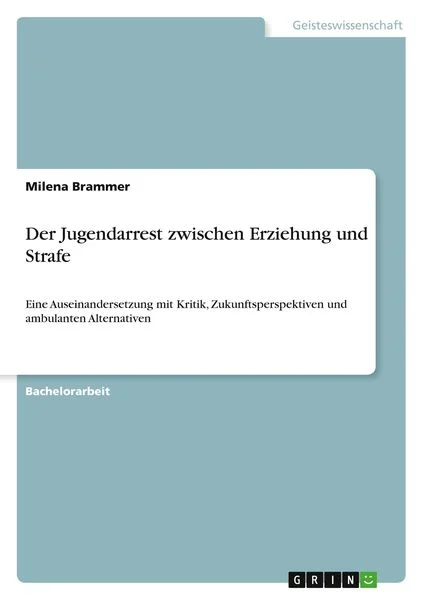 Geisteswissenschaft
Milena Brammer
Der Jugendarrest zwischen Erziehung und
Strafe
Eine Auseinandersetzung mit Kritik, Zukunftsperspektiven und
ambulanten Alternativen
Bachelorarbeit
GRIN